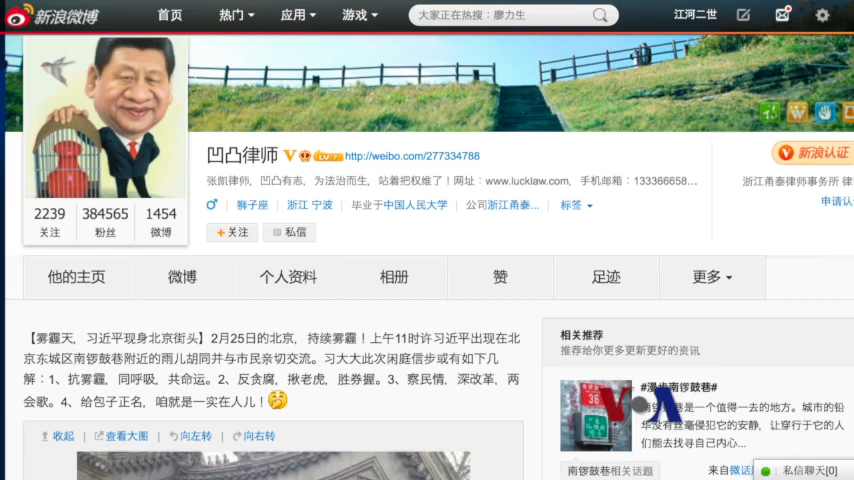 新浪微博 首页 热门 应用 游戏 大家正在热搜：廖力生 江河二世
凹凸律师 V http://weibo.com/277334788
张凯律师，凹凸有志，为法治而生，站着把权维了！网址：www.lucklaw.com，手机邮箱：133366658...
狮子座 | 浙江 宁波 | 毕业于中国人民大学 | 公司浙江甬泰... | 标签
+关注 私信
2239 384565 1454
关注 粉丝 微博
V 新浪认证
浙江甬泰律师事务所 律
申请认
他的主页 微博 个人资料 相册 赞 足迹 更多
【雾霾天，习近平现身北京街头】2月25日的北京，持续雾霾！上午11时许习近平出现在北
京东城区南锣鼓巷附近的雨儿胡同并与市民亲切交流。习大大此次闲庭信步或有如下几
解：1、抗雾霾，同呼吸，共命运。2、反贪腐，揪老虎，胜券握。3、察民情，深改革，两
会歌。4、给包子正名，咱就是一实在人儿！
收起 | 查看大图 | 向左转 | 向右转
相关推荐
推荐给你更多更新更好的资讯
#漫步南锣鼓巷#
南锣鼓巷是一个值得一去的地方。城市的铅
华没有丝毫侵犯它的安静，让穿行于它的人
们能去找寻自己内心...
36
VOA
南锣鼓巷相关话题 来自微话
私信聊天[0]